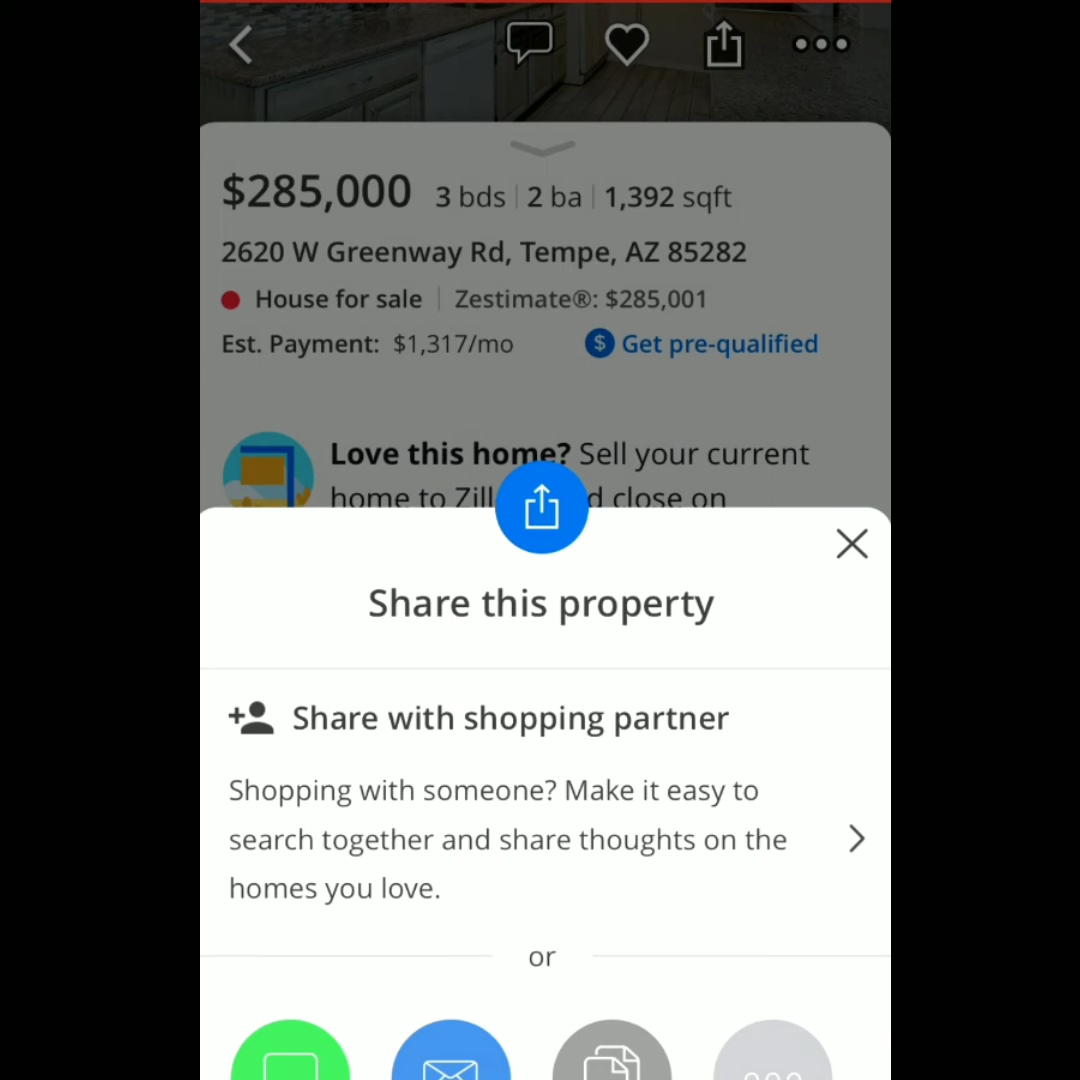 $285,000 3 bds | 2 ba | 1,392 sqft
2620 W Greenway Rd, Tempe, AZ 85282
House for sale | Zestimate®: $285,001
Est. Payment: $1,317/mo $ Get pre-qualified
Love this home? Sell your current
home to Zill d close on
Share this property
Share with shopping partner
Shopping with someone? Make it easy to
search together and share thoughts on the
homes you love.
or